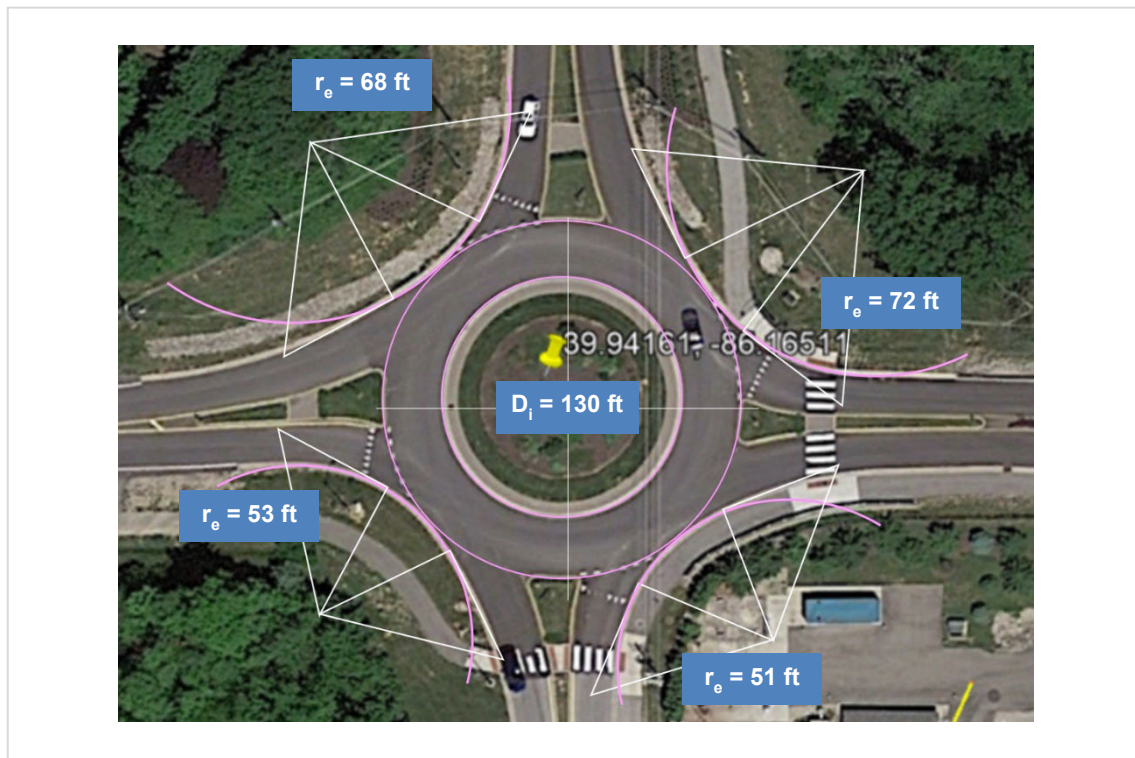 rₑ = 68 ft
rₑ = 72 ft
39.94161, -86.16511
Dᵢ = 130 ft
rₑ = 53 ft
rₑ = 51 ft